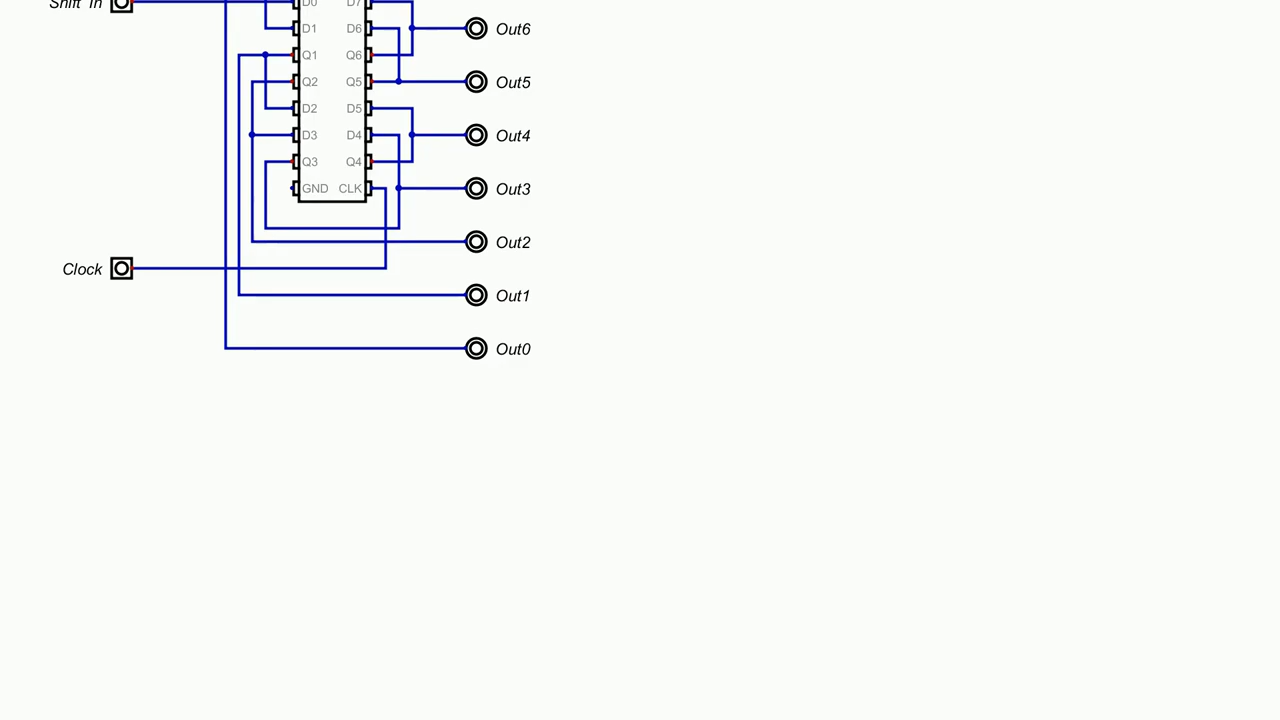 Shift In
D0 D7
D1 D6 Out6
Q1 Q6
Q2 Q5 Out5
D2 D5
D3 D4 Out4
Q3 Q4
GND CLK Out3
Out2
Clock
Out1
Out0